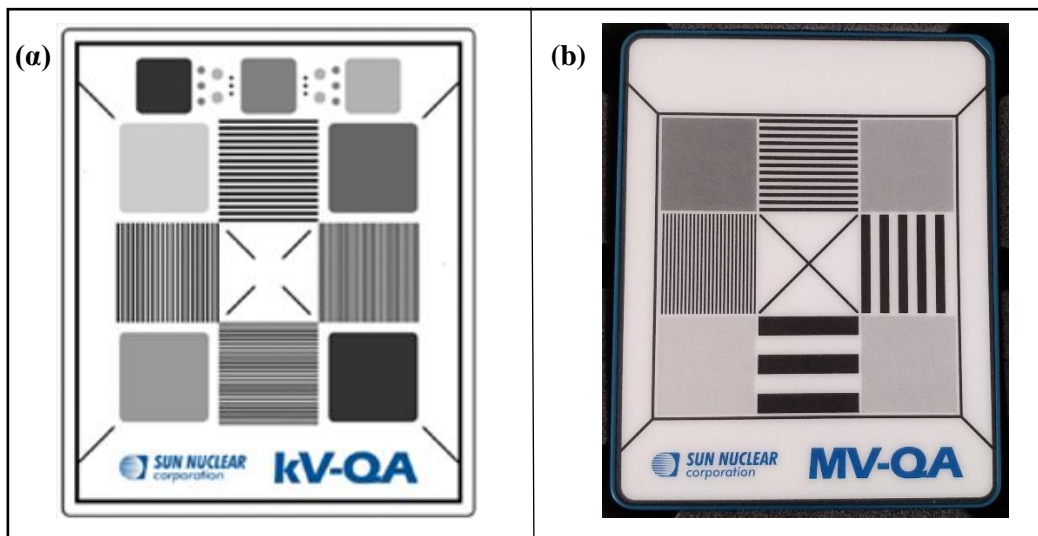 (α)
SUN NUCLEAR
corporation
kV-QA
(b)
SUN NUCLEAR
corporation
MV-QA